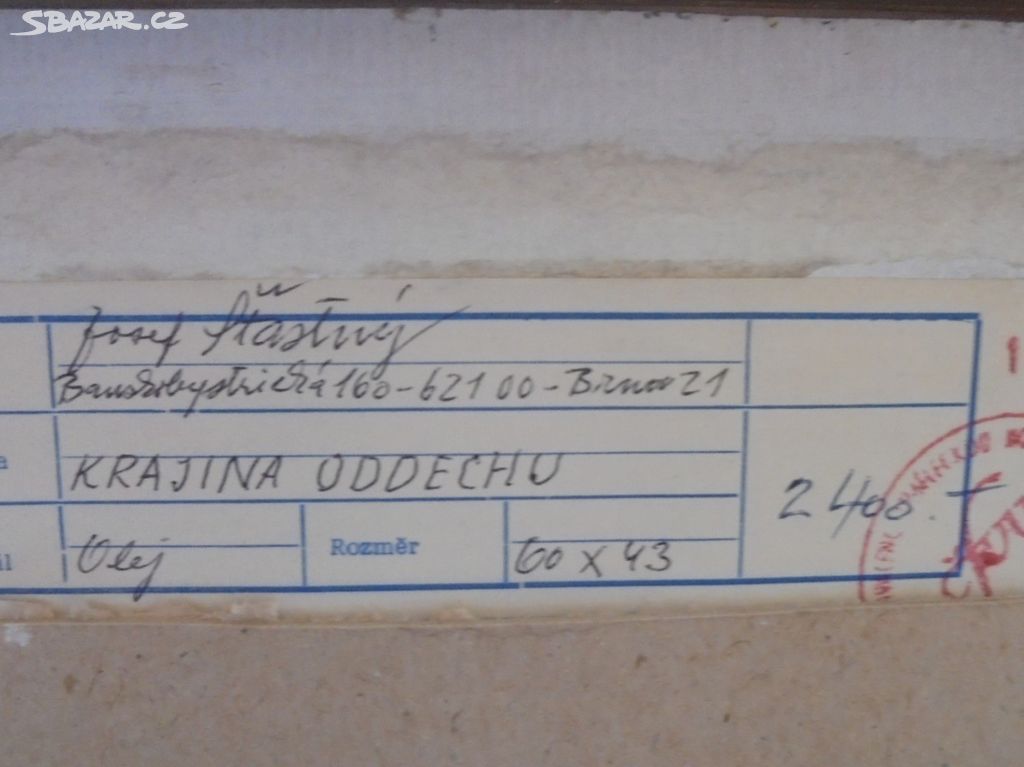 SBAZAR.CZ
Josef Šťastný
Banskobystrická 160-621 00-Brno 21
KRAJINA ODDECHU
2400.-
Olej
Rozměr
60 x 43